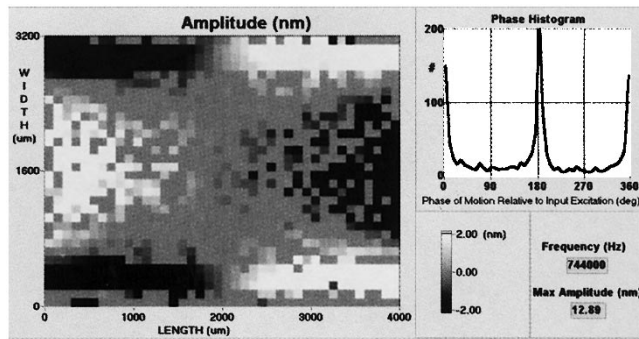 Amplitude (nm)
3200
WIDTH
(um)
1600
0
0
1000
2000
3000
4000
LENGTH (um)
Phase Histogram
200
%
100
0
0
90
180
270
360
Phase of Motion Relative to Input Excitation (deg)
2.00 (nm)
0.00
-2.00
Frequency (Hz)
744000
Max Amplitude (nm)
12.89